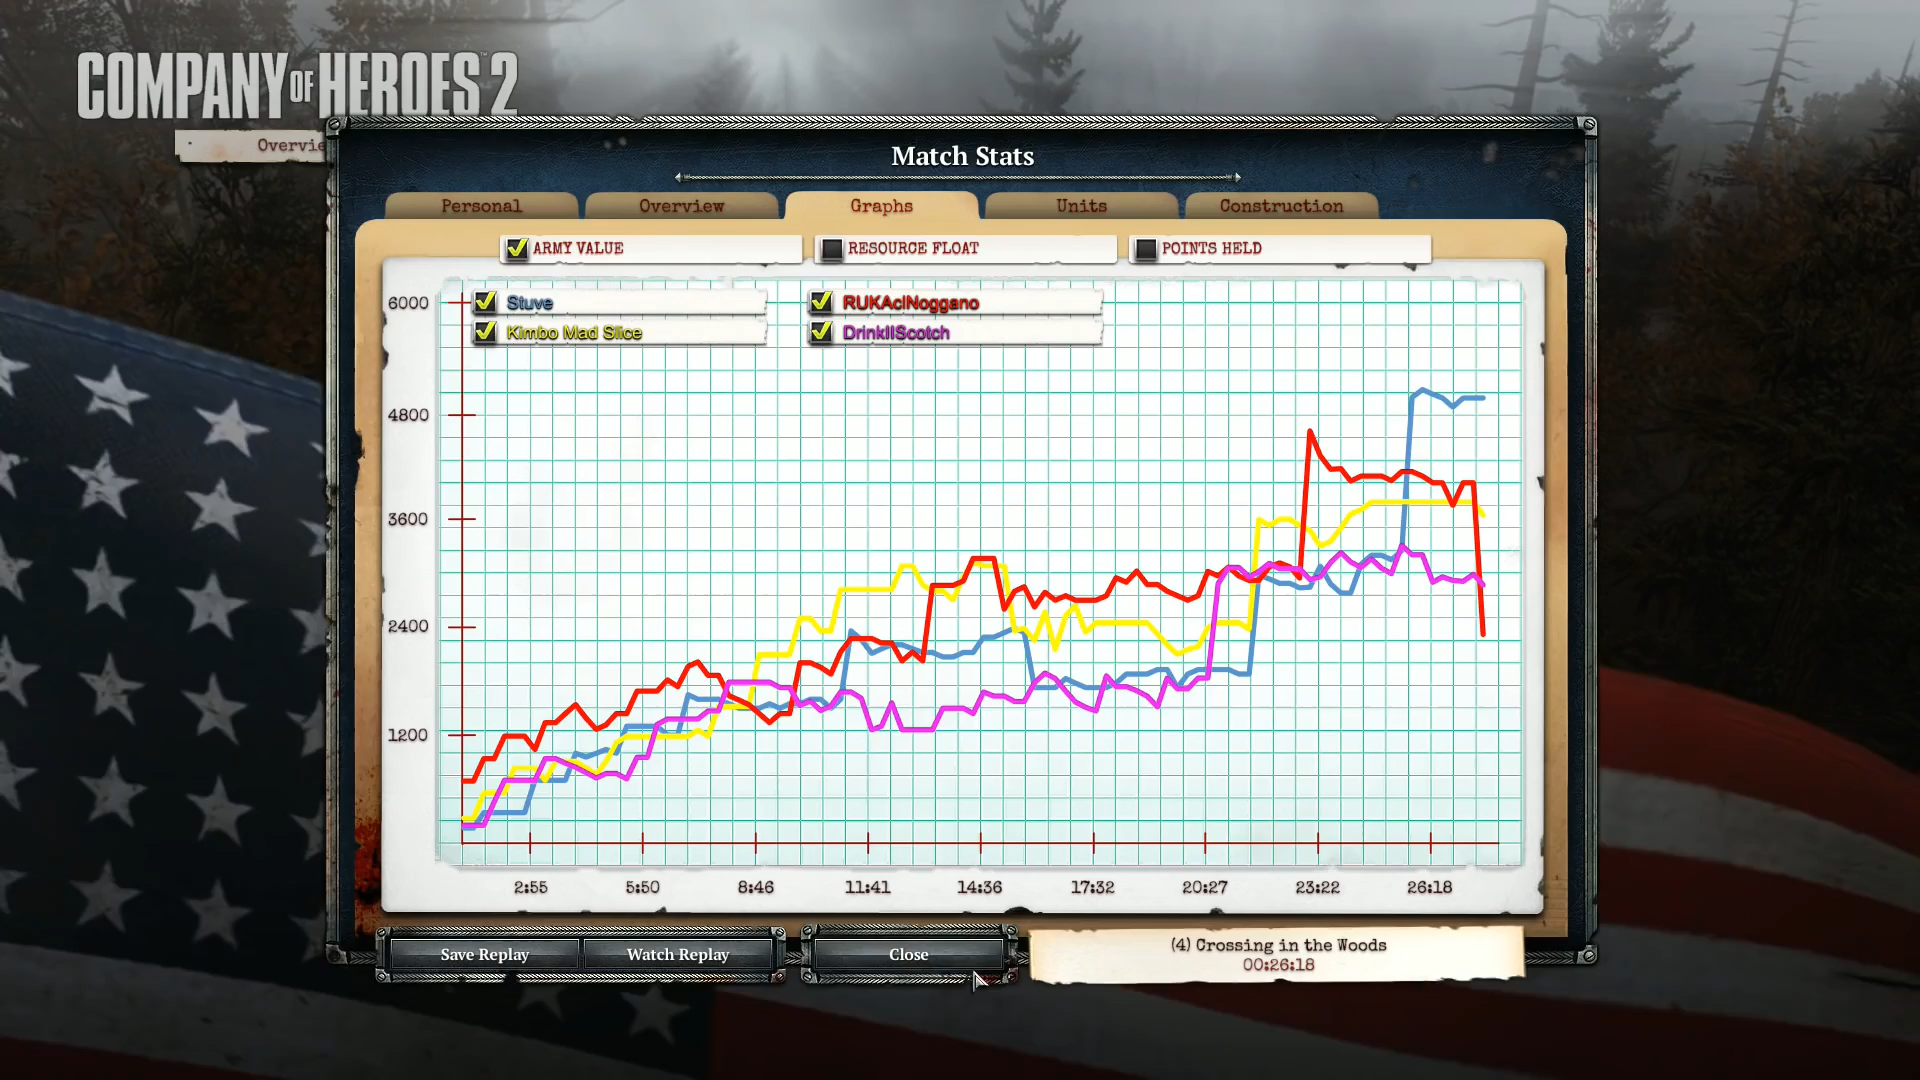 COMPANY OF HEROES 2™
Overvie
Match Stats
Personal
Overview
Graphs
Units
Construction
ARMY VALUE
RESOURCE FLOAT
POINTS HELD
Stuve
RUKAclNoggano
Kimbo Mad Slice
DrinkIIScotch
6000
4800
3600
2400
1200
2:55
5:50
8:46
11:41
14:36
17:32
20:27
23:22
26:18
Save Replay
Watch Replay
Close
(4) Crossing in the Woods
00:26:18